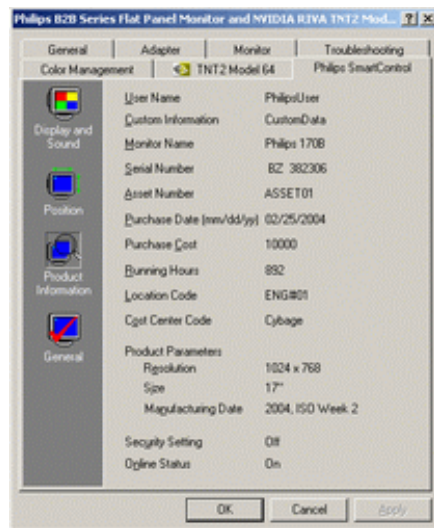 Philips B2B Series Flat Panel Monitor and NVIDIA RIVA TNT2 Mod... ? X
General Adapter Monitor Troubleshooting
Color Management TNT2 Model 64 Philips SmartControl
Display and Sound
Position
Product Information
General
User Name PhilipsUser
Custom Information CustomData
Monitor Name Philips 170B
Serial Number BZ 382306
Asset Number ASSET01
Purchase Date (mm/dd/yy) 02/25/2004
Purchase Cost 10000
Running Hours 892
Location Code ENG#01
Cost Center Code Cybage
Product Parameters
Resolution 1024 x 768
Size 17"
Manufacturing Date 2004, ISO Week 2
Security Setting Off
Online Status On
OK Cancel Apply